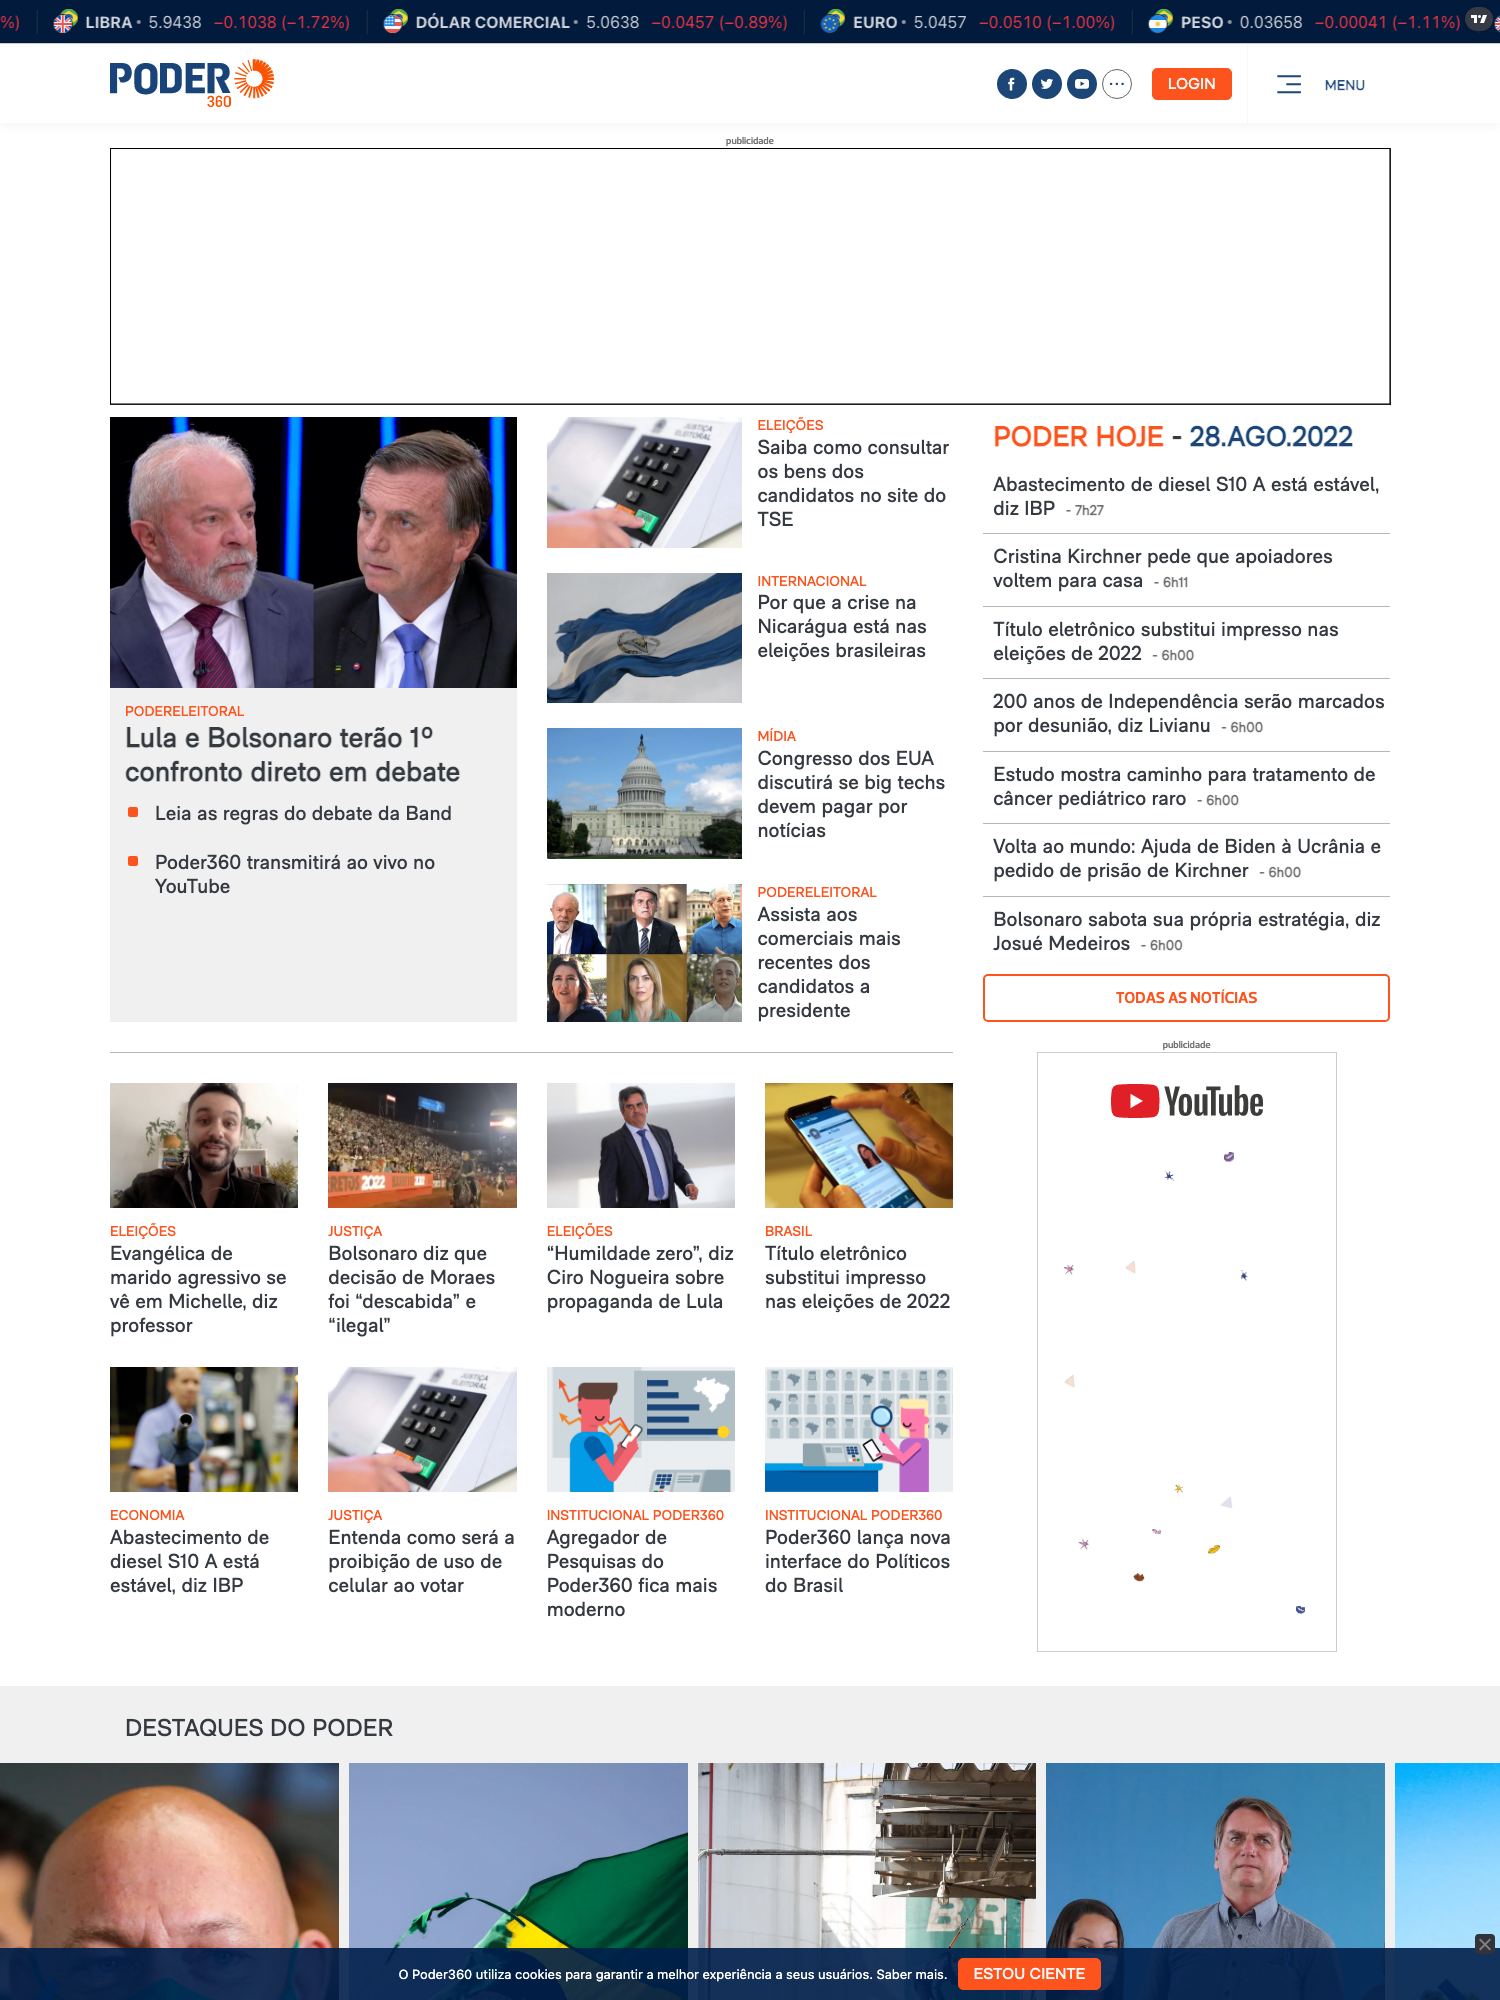 %)
LIBRA • 5.9438 −0.1038 (−1.72%)
DÓLAR COMERCIAL • 5.0638 −0.0457 (−0.89%)
EURO • 5.0457 −0.0510 (−1.00%)
PESO • 0.03658 −0.00041 (−1.11%)
PODER
360
LOGIN
MENU
publicidade
PODERELEITORAL
Lula e Bolsonaro terão 1º
confronto direto em debate
Leia as regras do debate da Band
Poder360 transmitirá ao vivo no
YouTube
JUSTIÇA
ELEITORAL
ELEIÇÕES
Saiba como consultar
os bens dos
candidatos no site do
TSE
INTERNACIONAL
Por que a crise na
Nicarágua está nas
eleições brasileiras
MÍDIA
Congresso dos EUA
discutirá se big techs
devem pagar por
notícias
PODERELEITORAL
Assista aos
comerciais mais
recentes dos
candidatos a
presidente
PODER HOJE - 28.AGO.2022
Abastecimento de diesel S10 A está estável,
diz IBP - 7h27
Cristina Kirchner pede que apoiadores
voltem para casa - 6h11
Título eletrônico substitui impresso nas
eleições de 2022 - 6h00
200 anos de Independência serão marcados
por desunião, diz Livianu - 6h00
Estudo mostra caminho para tratamento de
câncer pediátrico raro - 6h00
Volta ao mundo: Ajuda de Biden à Ucrânia e
pedido de prisão de Kirchner - 6h00
Bolsonaro sabota sua própria estratégia, diz
Josué Medeiros - 6h00
TODAS AS NOTÍCIAS
publicidade
YouTube
ELEIÇÕES
Evangélica de
marido agressivo se
vê em Michelle, diz
professor
2022
JUSTIÇA
Bolsonaro diz que
decisão de Moraes
foi “descabida” e
“ilegal”
ELEIÇÕES
“Humildade zero”, diz
Ciro Nogueira sobre
propaganda de Lula
BRASIL
Título eletrônico
substitui impresso
nas eleições de 2022
ECONOMIA
Abastecimento de
diesel S10 A está
estável, diz IBP
JUSTIÇA
ELEITORAL
JUSTIÇA
Entenda como será a
proibição de uso de
celular ao votar
INSTITUCIONAL PODER360
Agregador de
Pesquisas do
Poder360 fica mais
moderno
INSTITUCIONAL PODER360
Poder360 lança nova
interface do Políticos
do Brasil
DESTAQUES DO PODER
BR
O Poder360 utiliza cookies para garantir a melhor experiência a seus usuários. Saber mais.
ESTOU CIENTE